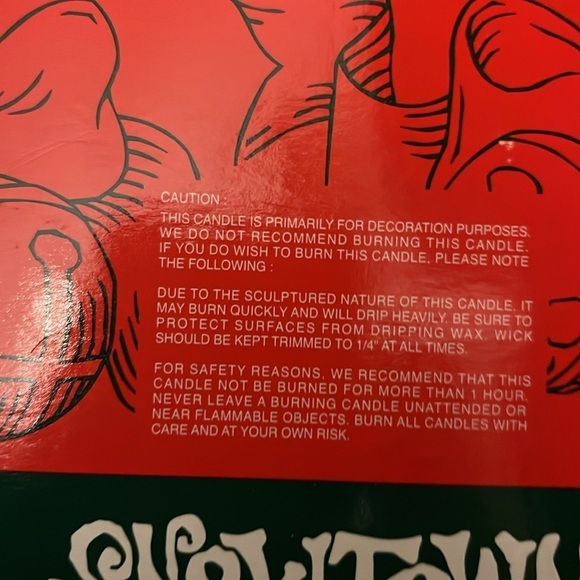 CAUTION :
THIS CANDLE IS PRIMARILY FOR DECORATION PURPOSES.
WE DO NOT RECOMMEND BURNING THIS CANDLE.
IF YOU DO WISH TO BURN THIS CANDLE, PLEASE NOTE
THE FOLLOWING :
DUE TO THE SCULPTURED NATURE OF THIS CANDLE, IT
MAY BURN QUICKLY AND WILL DRIP HEAVILY. BE SURE TO
PROTECT SURFACES FROM DRIPPING WAX. WICK
SHOULD BE KEPT TRIMMED TO 1/4" AT ALL TIMES.
FOR SAFETY REASONS, WE RECOMMEND THAT THIS
CANDLE NOT BE BURNED FOR MORE THAN 1 HOUR.
NEVER LEAVE A BURNING CANDLE UNATTENDED OR
NEAR FLAMMABLE OBJECTS. BURN ALL CANDLES WITH
CARE AND AT YOUR OWN RISK.
SNOWTOWN